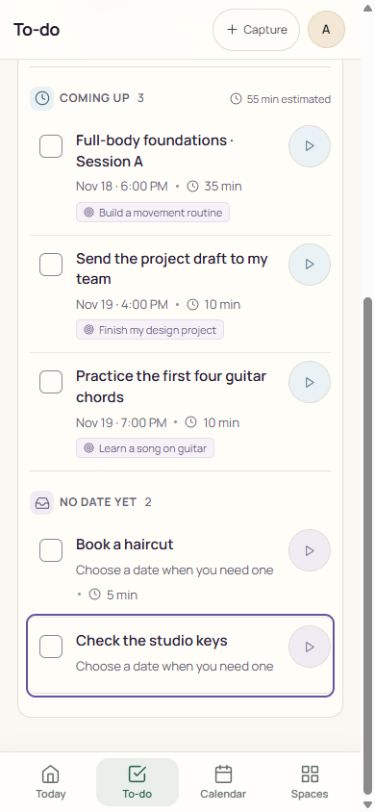 To-do
+ Capture
A
COMING UP 3
55 min estimated
Full-body foundations ·
Session A
Nov 18 · 6:00 PM • 35 min
Build a movement routine
Send the project draft to my
team
Nov 19 · 4:00 PM • 10 min
Finish my design project
Practice the first four guitar
chords
Nov 19 · 7:00 PM • 10 min
Learn a song on guitar
NO DATE YET 2
Book a haircut
Choose a date when you need one
• 5 min
Check the studio keys
Choose a date when you need one
Today
To-do
Calendar
Spaces